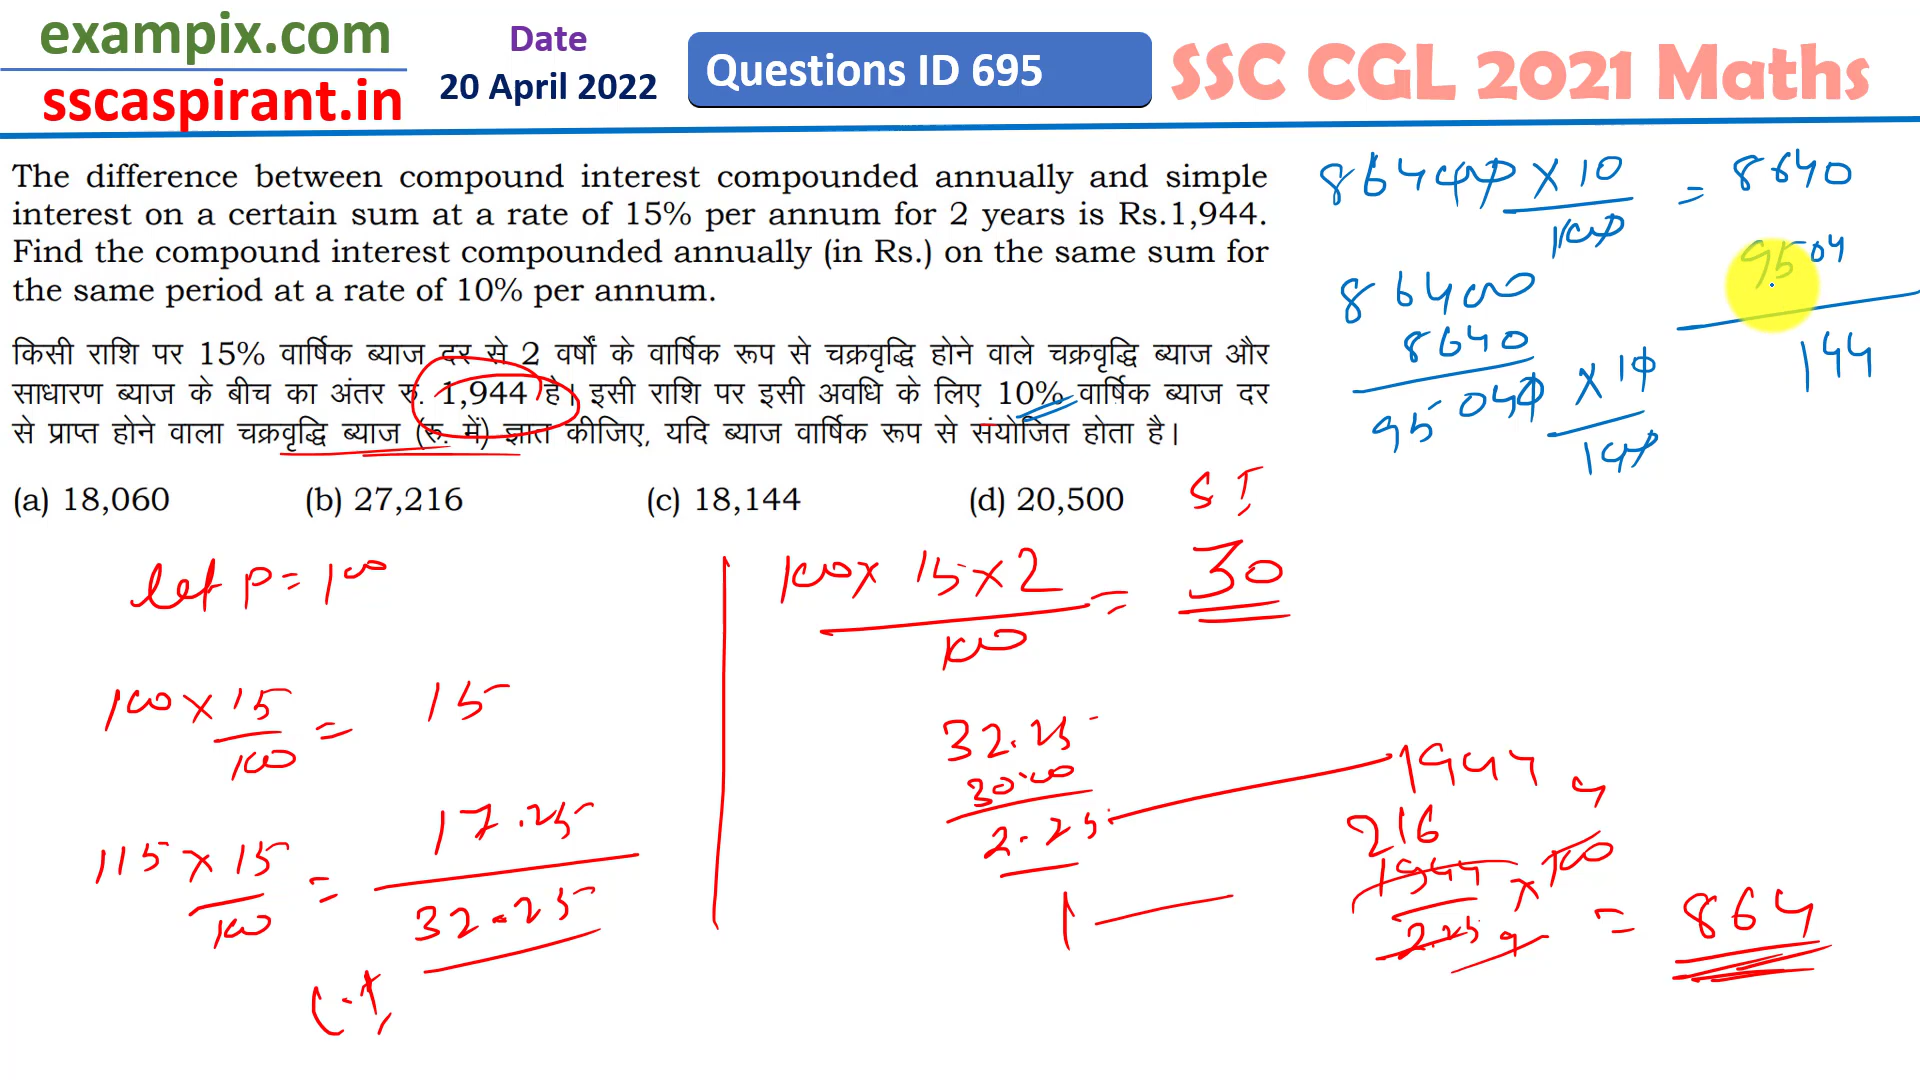 exampix.com
sscaspirant.in
Date
20 April 2022
Questions ID 695
SSC CGL 2021 Maths
The difference between compound interest compounded annually and simple
interest on a certain sum at a rate of 15% per annum for 2 years is Rs.1,944.
Find the compound interest compounded annually (in Rs.) on the same sum for
the same period at a rate of 10% per annum.
किसी राशि पर 15% वार्षिक ब्याज दर से 2 वर्षों के वार्षिक रूप से चक्रवृद्धि होने वाले चक्रवृद्धि ब्याज और
साधारण ब्याज के बीच का अंतर रु. 1,944 है। इसी राशि पर इसी अवधि के लिए 10% वार्षिक ब्याज दर
से प्राप्त होने वाला चक्रवृद्धि ब्याज (रु. में) ज्ञात कीजिए, यदि ब्याज वार्षिक रूप से संयोजित होता है।
(a) 18,060 (b) 27,216 (c) 18,144 (d) 20,500
86400 × 10 = 8640
100
9504
144
86400
8640
95040 × 10
100
SI
let P = 100
100 × 15 × 2 = 30
100
100 × 15 = 15
100
115 × 15 = 17.25
100
32.25
32.25
30.00
2.25 1944
1
216
1944 × 100 = 864
2.25 9